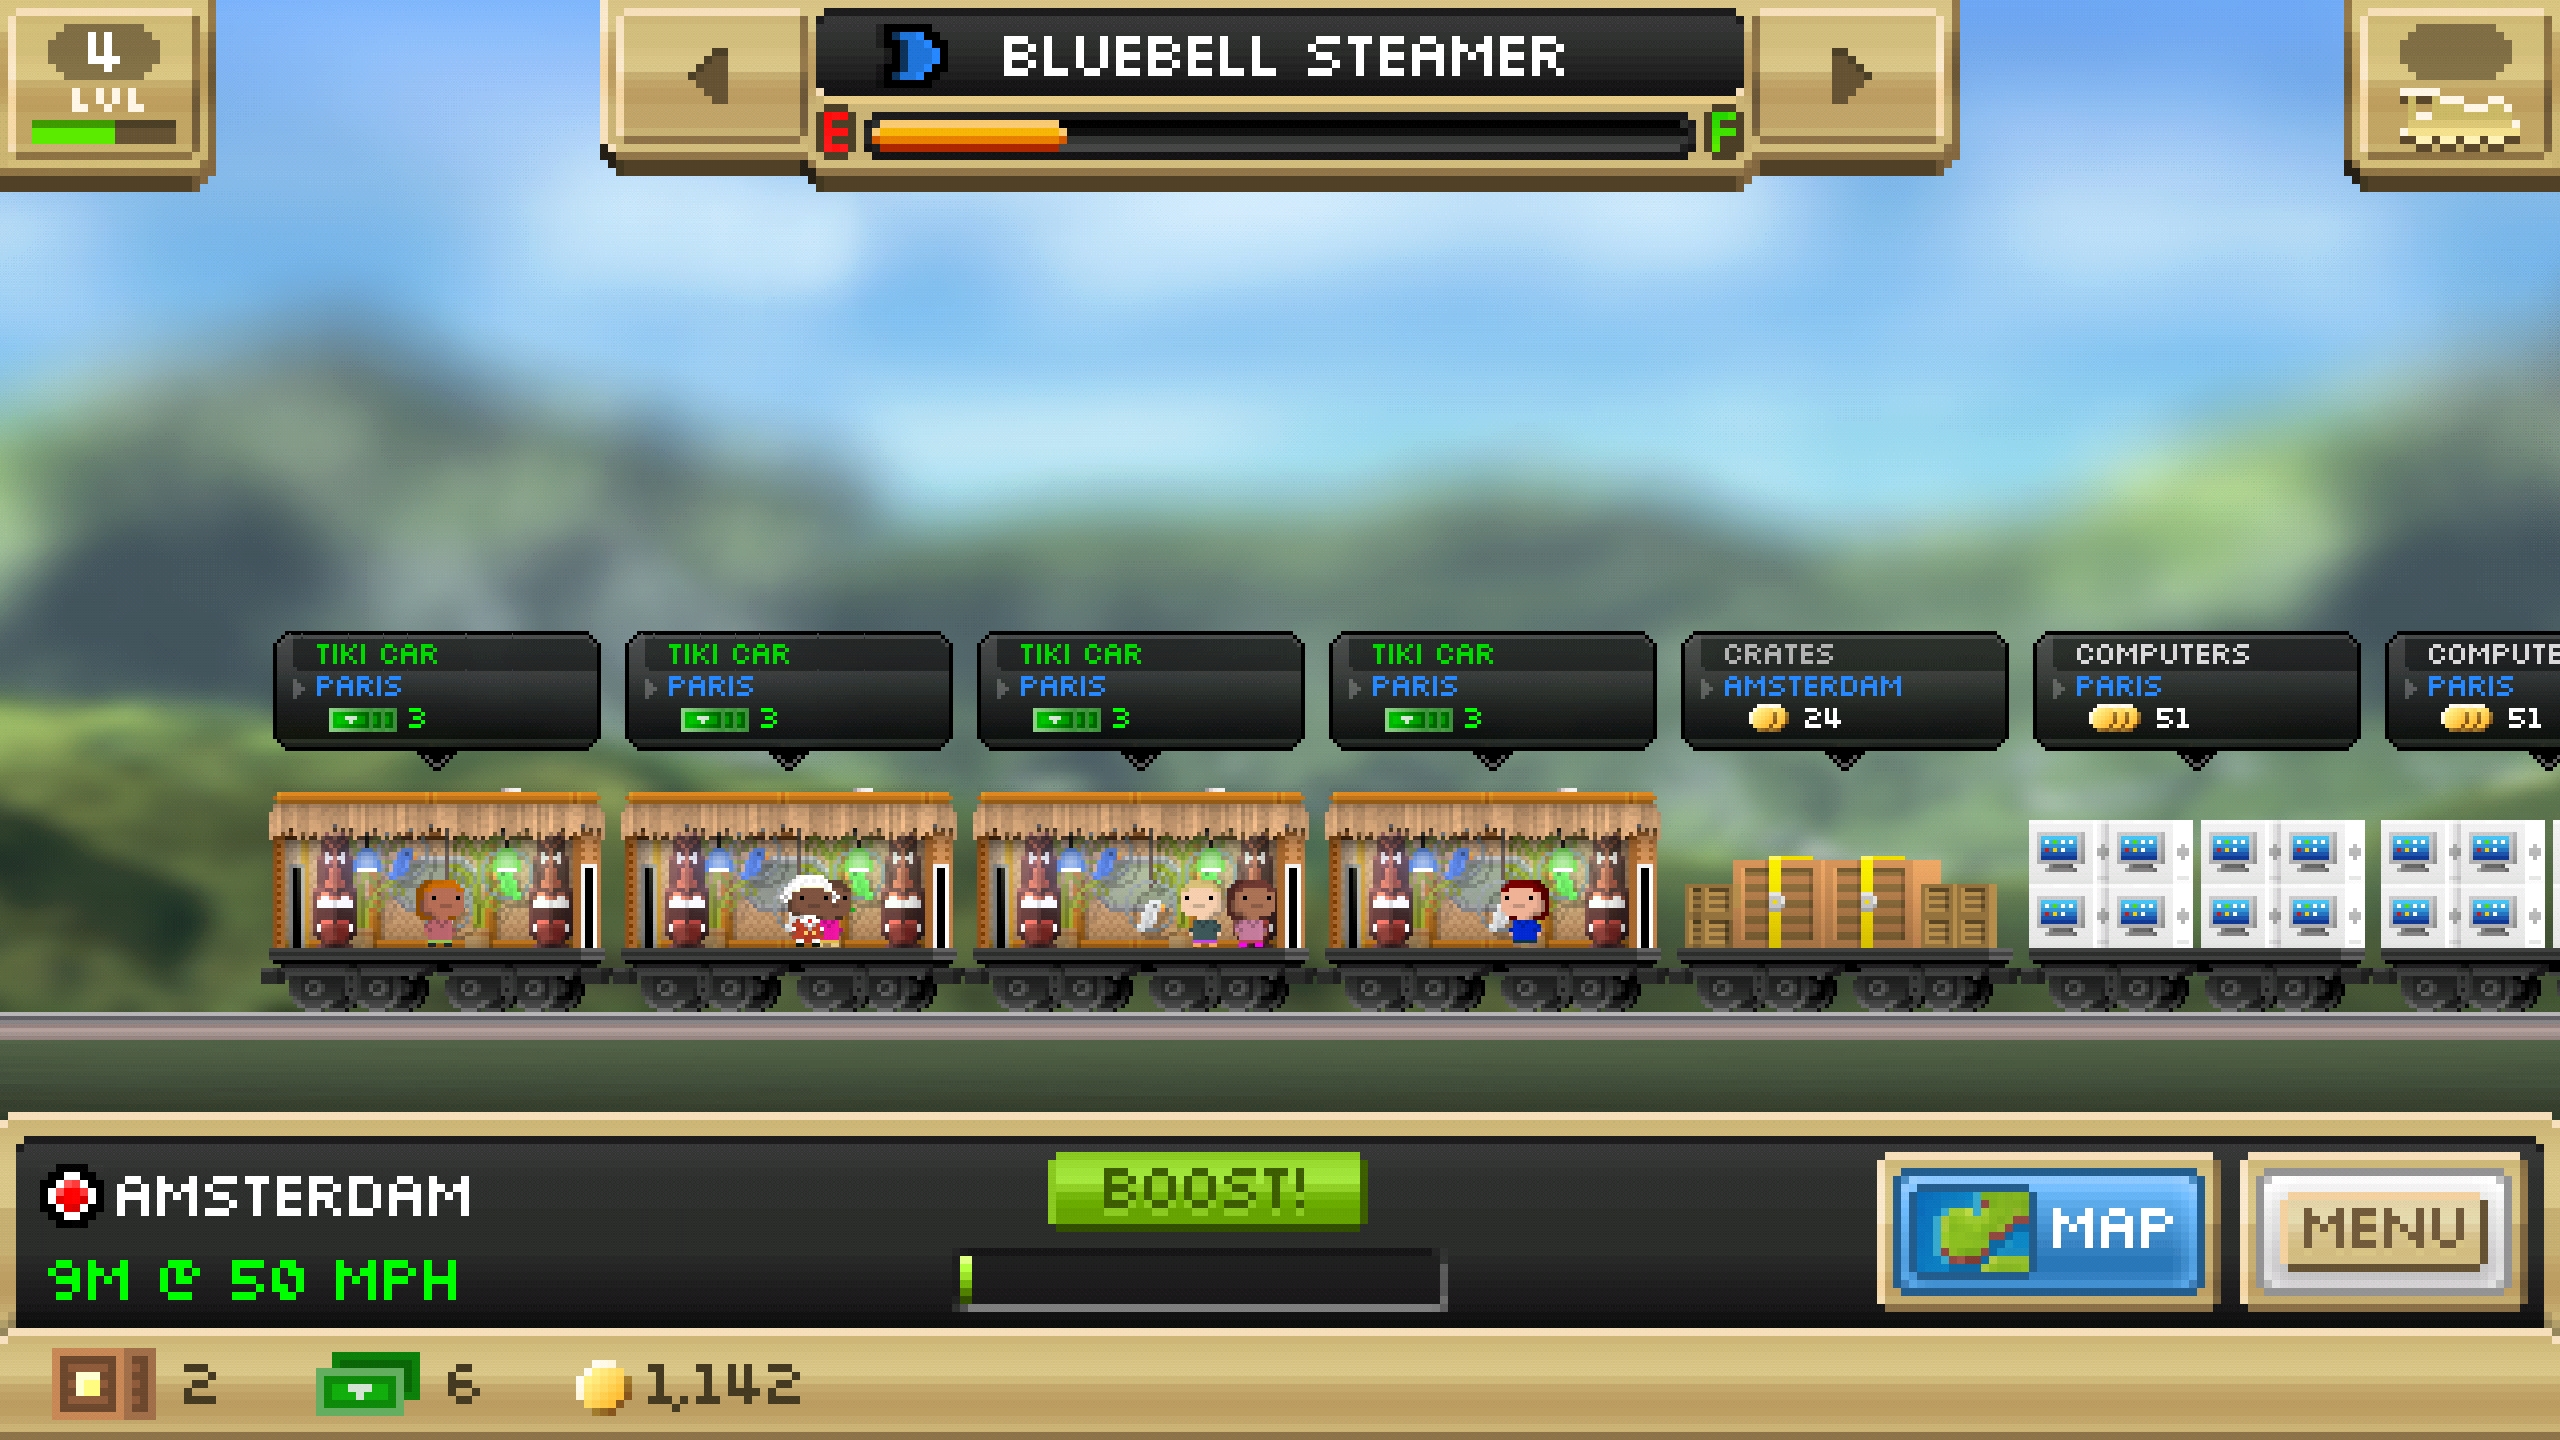 4
LVL
BLUEBELL STEAMER
E F
TIKI CAR
PARIS
3
TIKI CAR
PARIS
3
TIKI CAR
PARIS
3
TIKI CAR
PARIS
3
CRATES
AMSTERDAM
24
COMPUTERS
PARIS
51
COMPUTE
PARIS
51
AMSTERDAM
9M @ 50 MPH
BOOST!
MAP
MENU
2
6
1,142